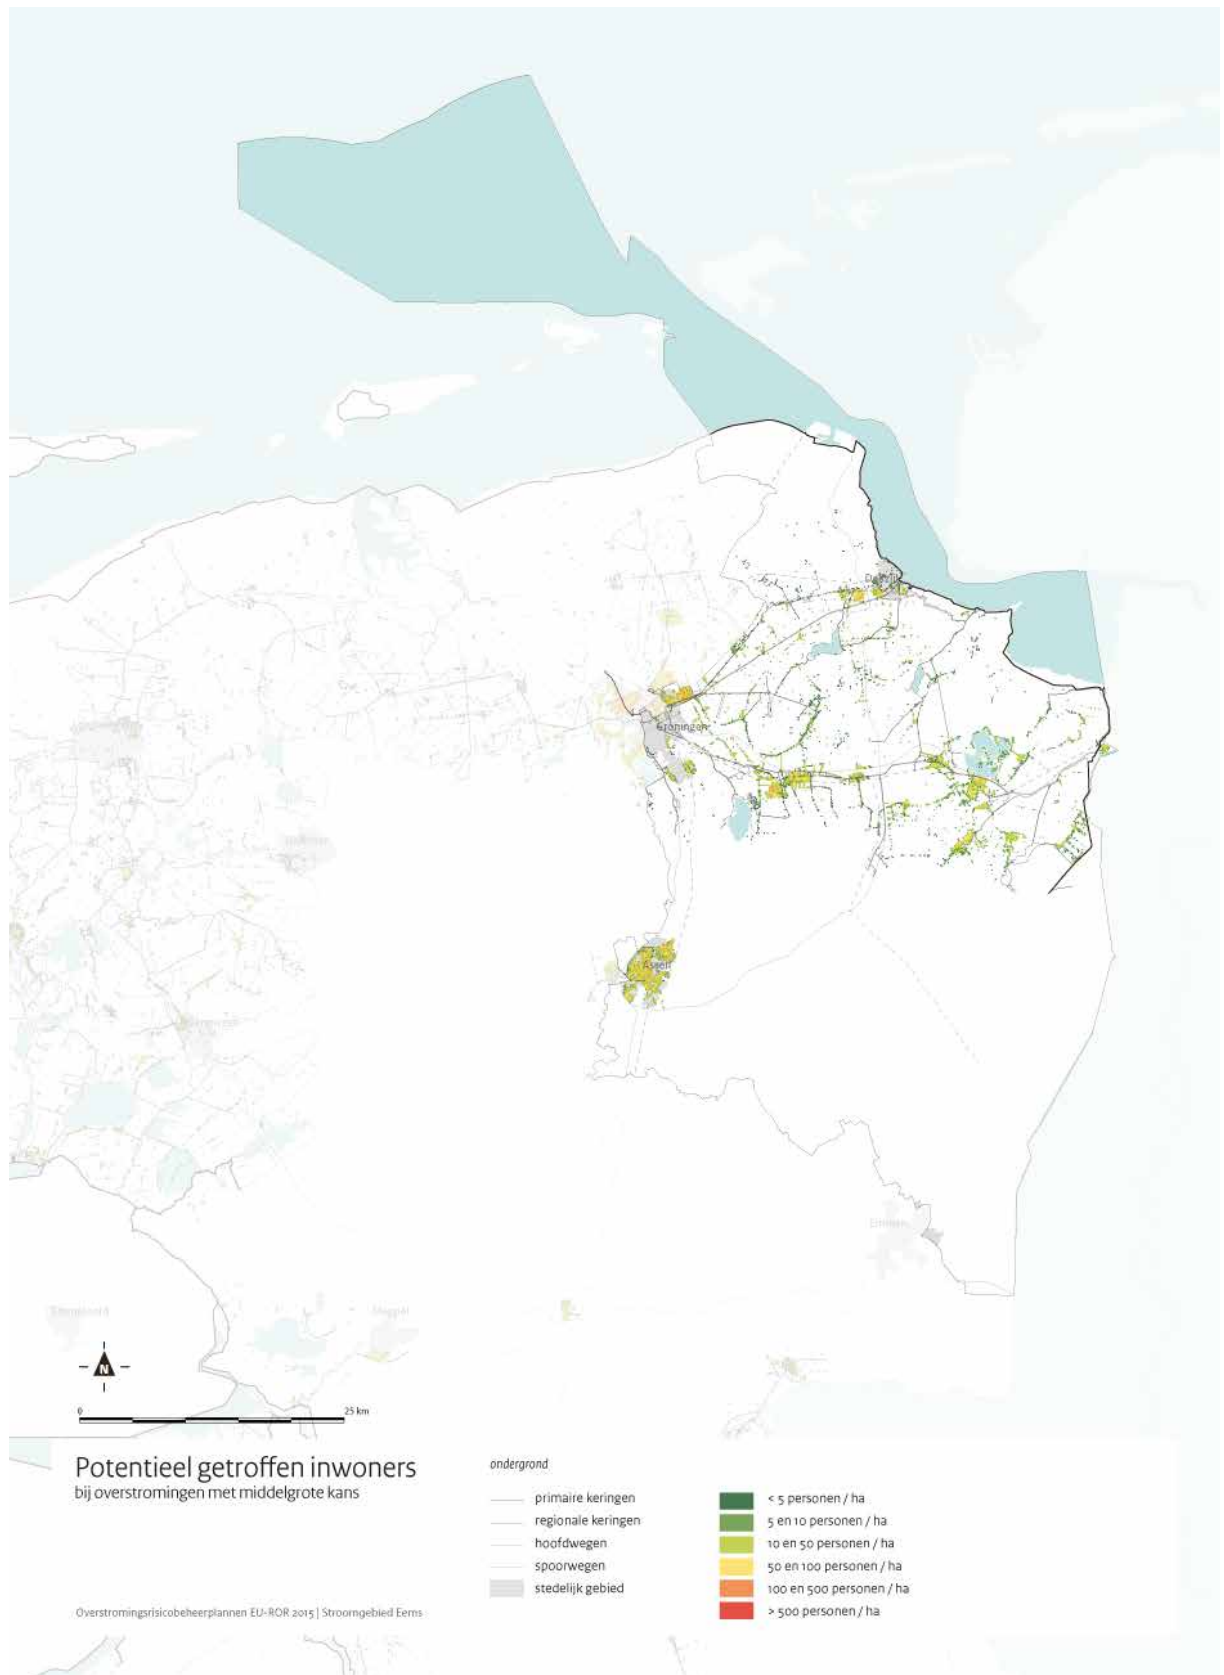 Delfzijl
Groningen
Assen
Emmen
Meppel
N
0
25 km
Potentieel getroffen inwoners
bij overstromingen met middelgrote kans
Overstromingsrisicobeheerplannen EU-ROR 2015 | Stroomgebied Eems
ondergrond
primaire keringen
regionale keringen
hoofdwegen
spoorwegen
stedelijk gebied
< 5 personen / ha
5 en 10 personen / ha
10 en 50 personen / ha
50 en 100 personen / ha
100 en 500 personen / ha
> 500 personen / ha